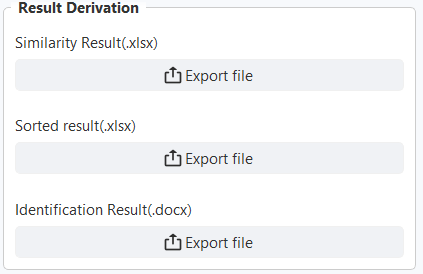 Result Derivation
Similarity Result(.xlsx)
Export file
Sorted result(.xlsx)
Export file
Identification Result(.docx)
Export file